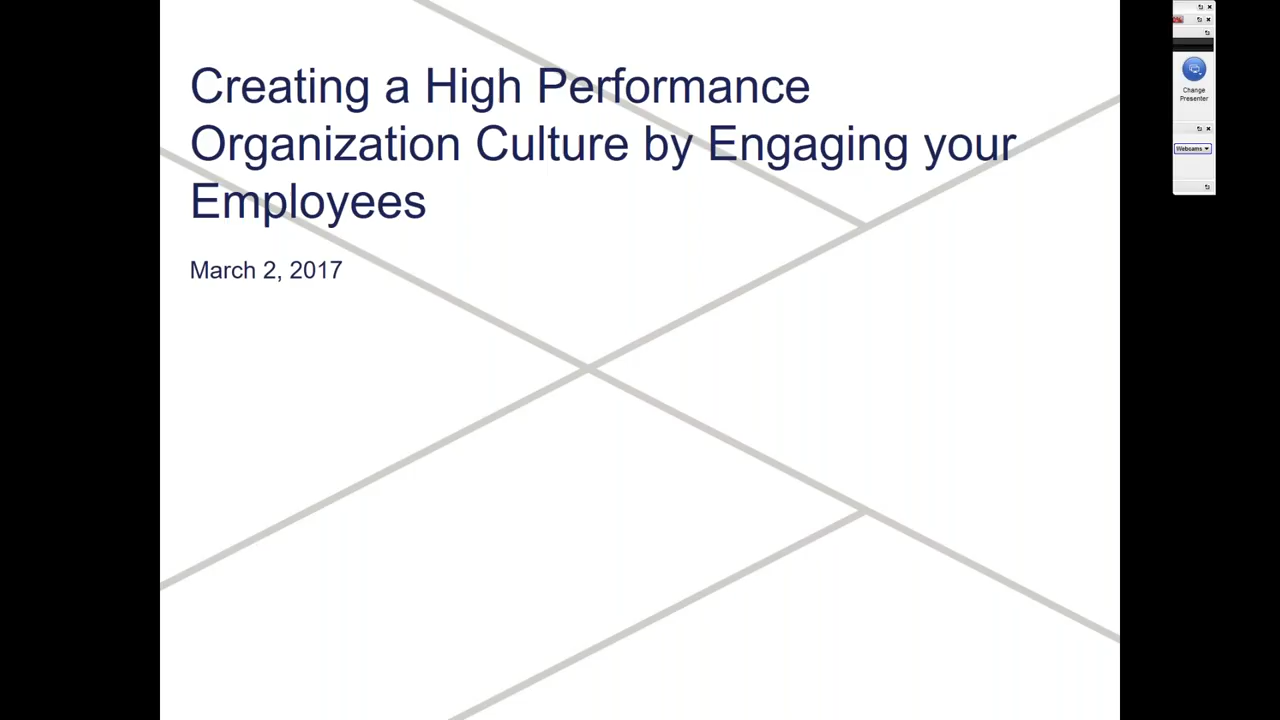 Creating a High Performance
Organization Culture by Engaging your
Employees
March 2, 2017
Change
Presenter
Webcams